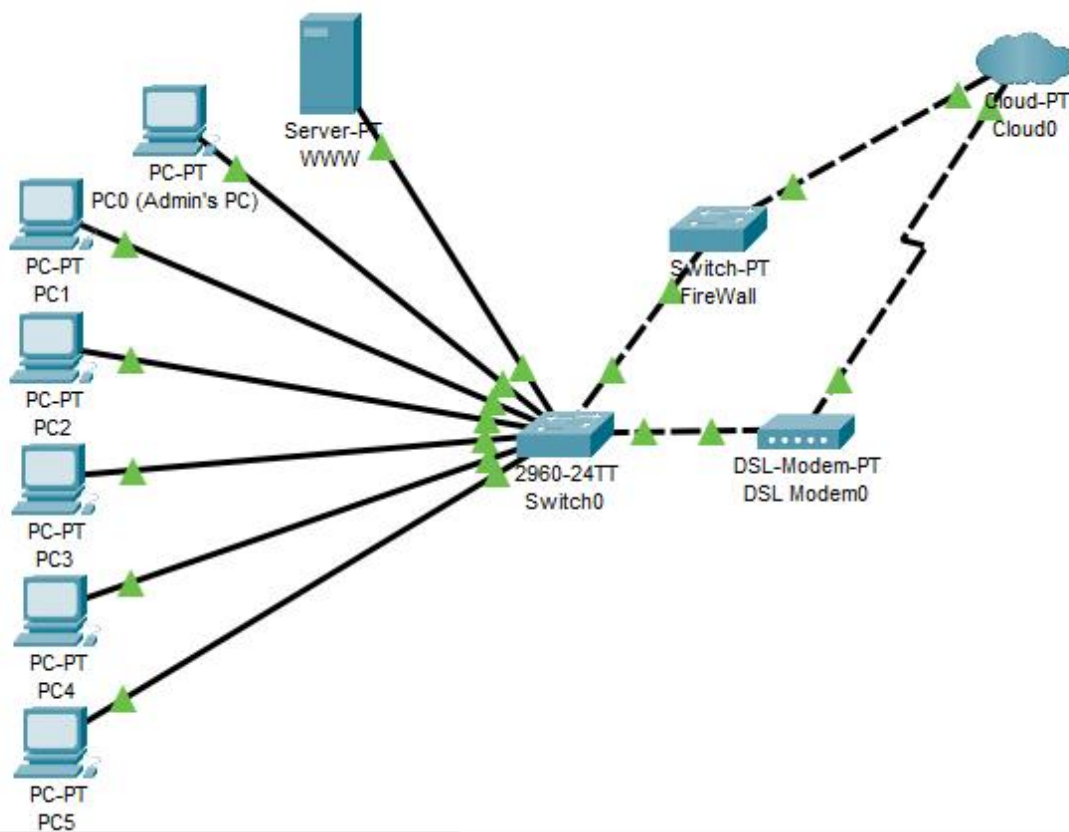 Server-PT
WWW
Cloud-PT
Cloud0
PC-PT
PC0 (Admin's PC)
PC-PT
PC1
Switch-PT
FireWall
PC-PT
PC2
2960-24TT
Switch0
DSL-Modem-PT
DSL Modem0
PC-PT
PC3
PC-PT
PC4
PC-PT
PC5